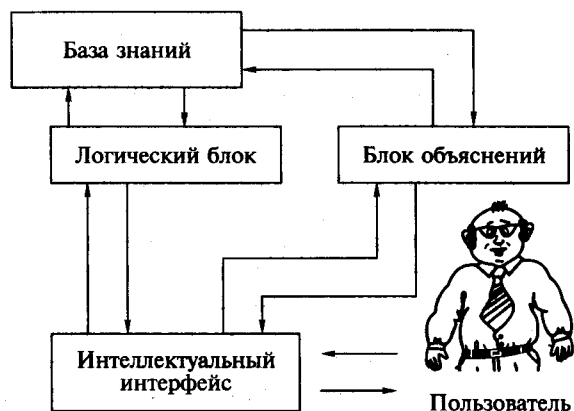 База знаний
Логический блок
Блок объяснений
Интеллектуальный
интерфейс
Пользователь